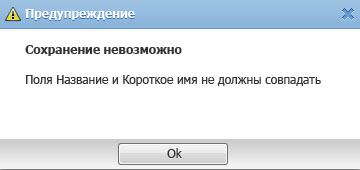 Предупреждение
Сохранение невозможно
Поля Название и Короткое имя не должны совпадать
Ok